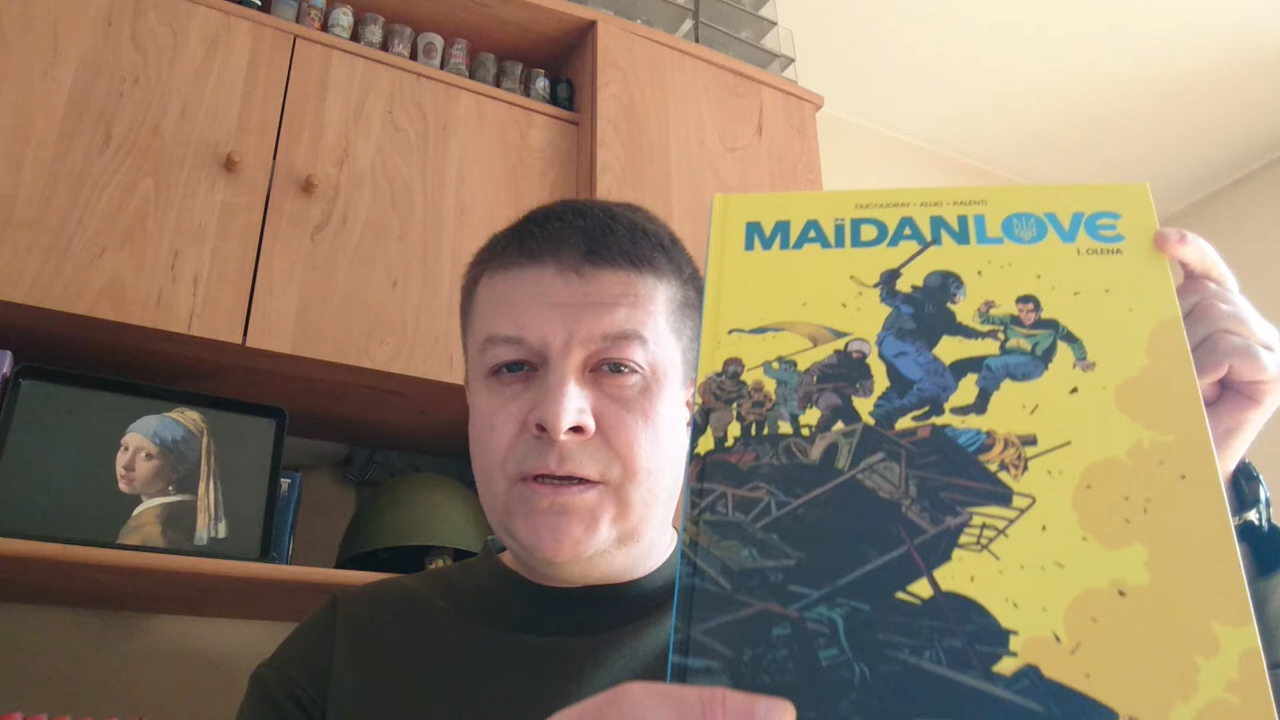 DUCOUDRAY • ALLIEL • RALENTI
MAïDANLOVE
1. OLENA